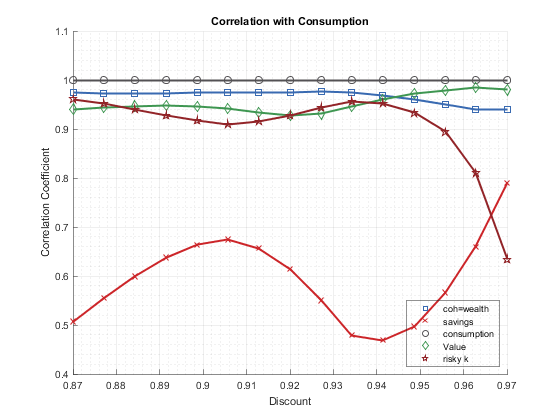 Correlation with Consumption
1.1
1
0.9
0.8
0.7
0.6
0.5
0.4
Correlation Coefficient
coh=wealth
savings
consumption
Value
risky k
0.87 0.88 0.89 0.9 0.91 0.92 0.93 0.94 0.95 0.96 0.97
Discount